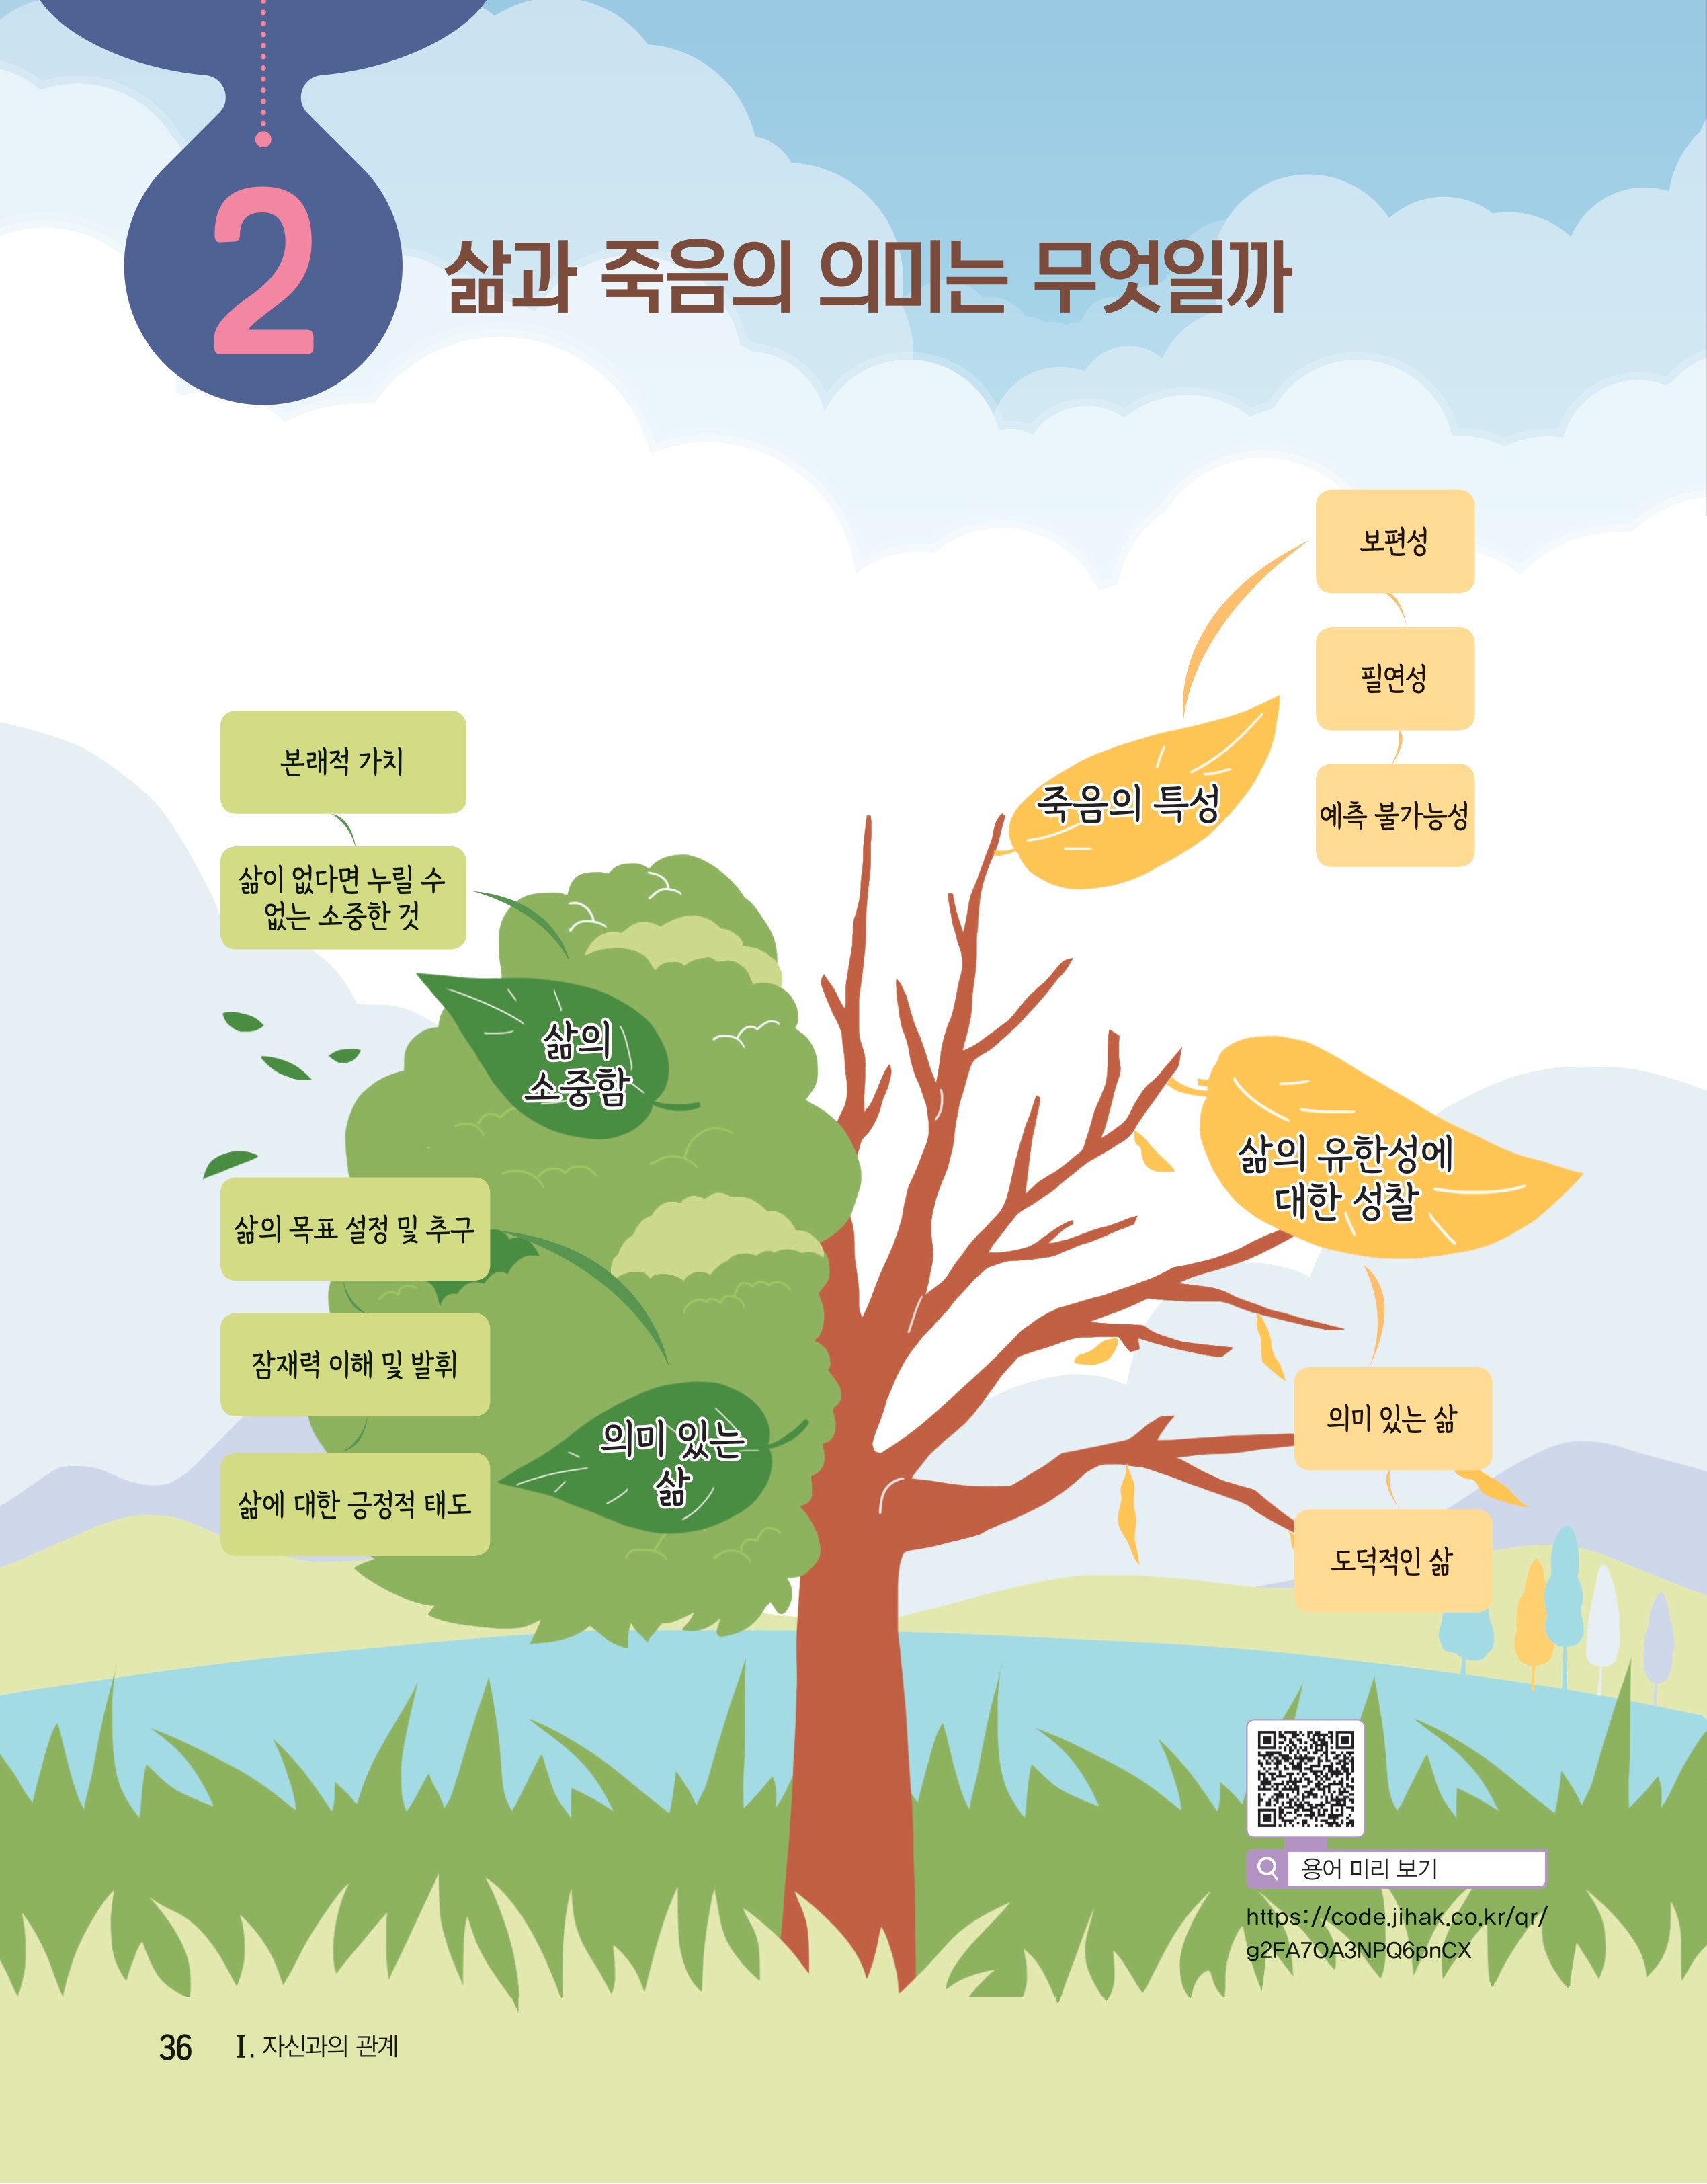 2
삶과 죽음의 의미는 무엇일까
보편성
필연성
예측 불가능성
죽음의 특성
본래적 가치
삶이 없다면 누릴 수
없는 소중한 것
삶의
소중함
삶의 유한성에
대한 성찰
삶의 목표 설정 및 추구
잠재력 이해 및 발휘
삶에 대한 긍정적 태도
의미 있는
삶
의미 있는 삶
도덕적인 삶
용어 미리 보기
https://code.jihak.co.kr/qr/
g2FA7OA3NPQ6pnCX
36 Ⅰ. 자신과의 관계